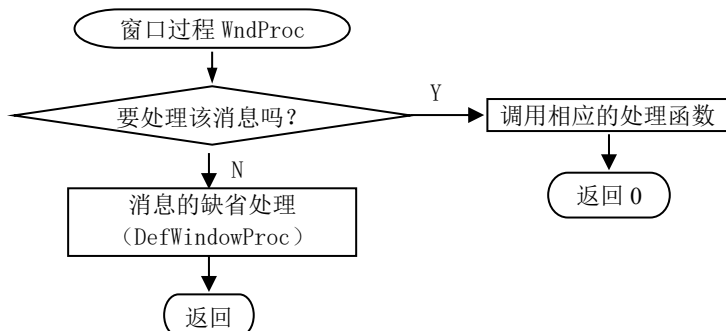 窗口过程 WndProc
要处理该消息吗?
Y
调用相应的处理函数
N
返回 0
消息的缺省处理
（DefWindowProc）
返回